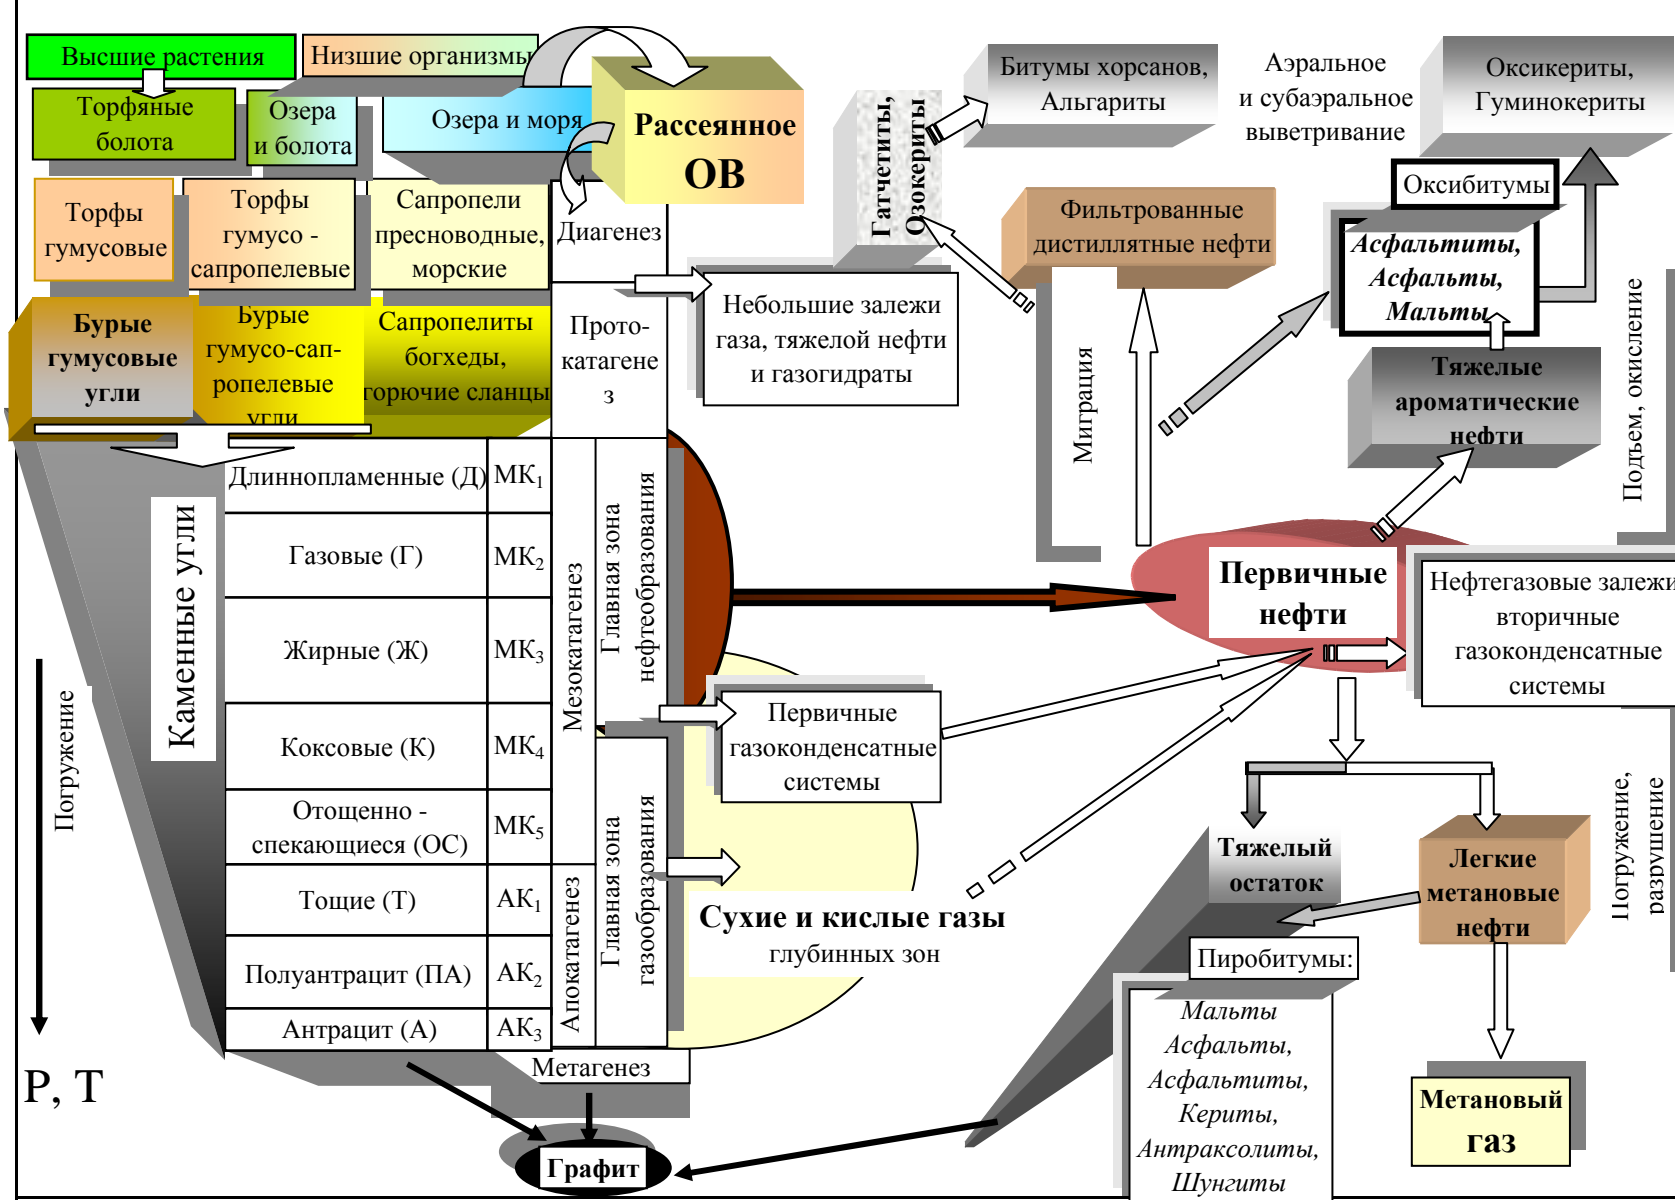 Высшие растения
Низшие организмы
Торфяные
болота
Озера
и болота
Озера и моря
Рассеянное
ОВ
Торфы
гумусовые
Торфы
гумусо -
сапропелевые
Сапропели
пресноводные,
морские
Диагенез
Бурые
гумусовые
угли
Бурые
гумусо-сап-
ропелевые
угли
Сапропелиты
богхеды,
горючие сланцы
Прото-
катагене
з
Небольшие залежи
газа, тяжелой нефти
и газогидраты
Гатчетиты,
Озокериты
Битумы хорсанов,
Альгариты
Аэральное
и субаэральное
выветривание
Оксикериты,
Гуминокериты
Фильтрованные
дистиллятные нефти
Оксибитумы
Асфальтиты,
Асфальты,
Мальты
Тяжелые
ароматические
нефти
Миграция
Подъем, окисление
Каменные угли
Длиннопламенные (Д)
МК1
Газовые (Г)
МК2
Жирные (Ж)
МК3
Коксовые (К)
МК4
Отощенно -
спекающиеся (ОС)
МК5
Тощие (Т)
АК1
Полуантрацит (ПА)
АК2
Антрацит (А)
АК3
Мезокатагенез
Апокатагенез
Главная зона
нефтеобразования
Главная зона
газообразования
Метагенез
Графит
Погружение
Р, Т
Первичные
газоконденсатные
системы
Сухие и кислые газы
глубинных зон
Первичные
нефти
Нефтегазовые залежи
вторичные
газоконденсатные
системы
Тяжелый
остаток
Легкие
метановые
нефти
Погружение,
разрушение
Пиробитумы:
Мальты
Асфальты,
Асфальтиты,
Кериты,
Антраксолиты,
Шунгиты
Метановый
газ